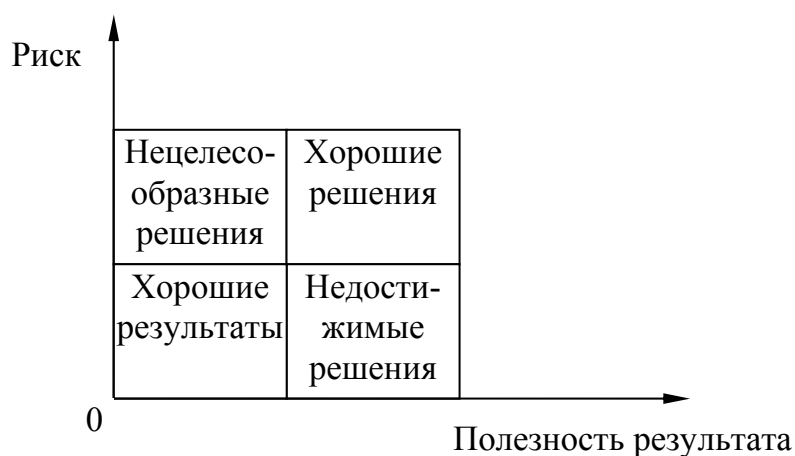 Риск
Нецелесо-
образные
решения
Хорошие
решения
Хорошие
результаты
Недости-
жимые
решения
0
Полезность результата